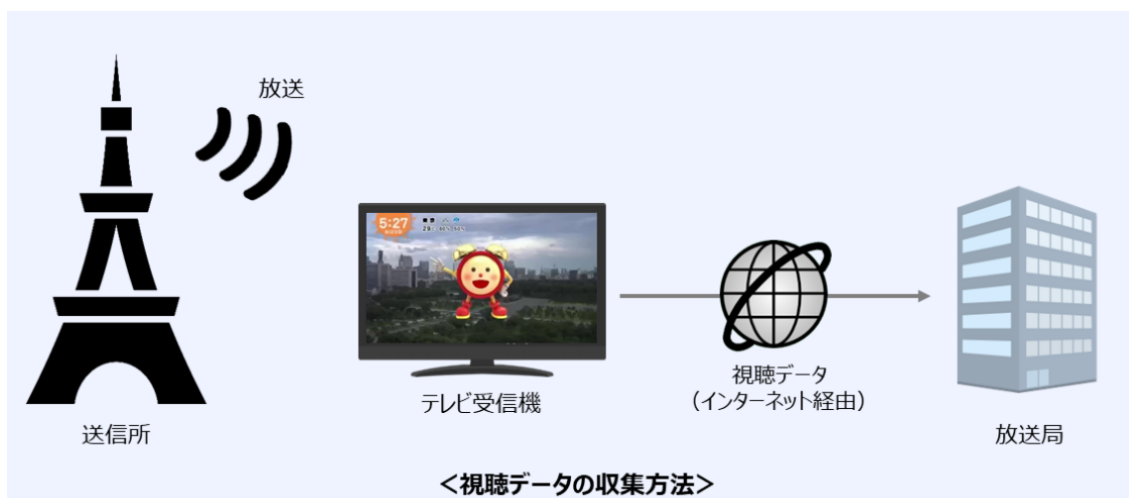 放送
5:27
テレビ受信機
視聴データ
（インターネット経由）
送信所
放送局
＜視聴データの収集方法＞